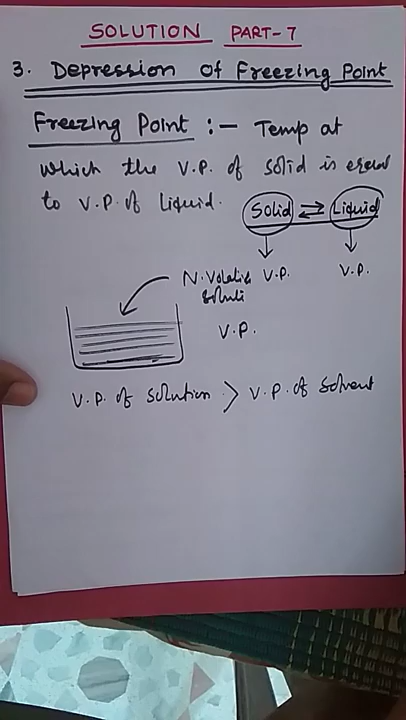 SOLUTION PART-7
3. Depression of Freezing Point
Freezing Point :- Temp at
which the V.P. of solid is equal
to V.P. of Liquid.
Solid ⇌ Liquid
V.P. V.P.
N.Volatile
Solute
V.P.
V.P. of solution > V.P. of solvent